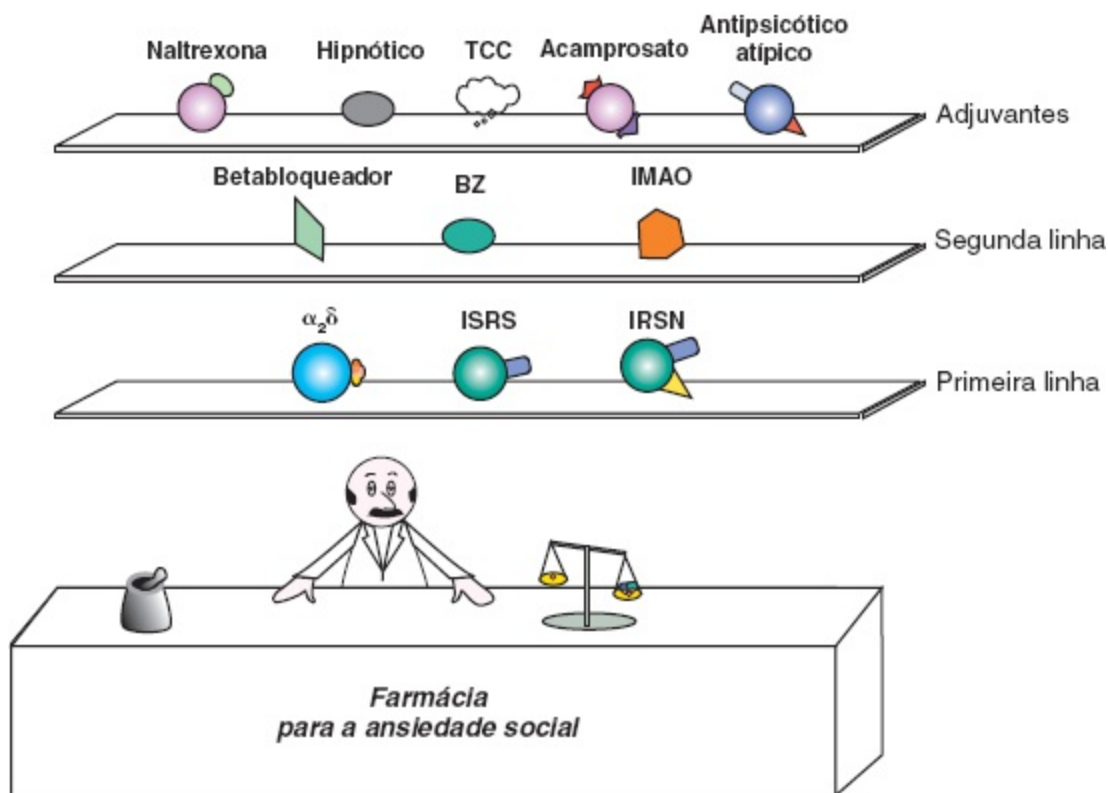 Naltrexona
Hipnótico
TCC
Acamprosato
Antipsicótico
atípico
Adjuvantes
Betabloqueador
BZ
IMAO
Segunda linha
α₂δ
ISRS
IRSN
Primeira linha
Farmácia
para a ansiedade social